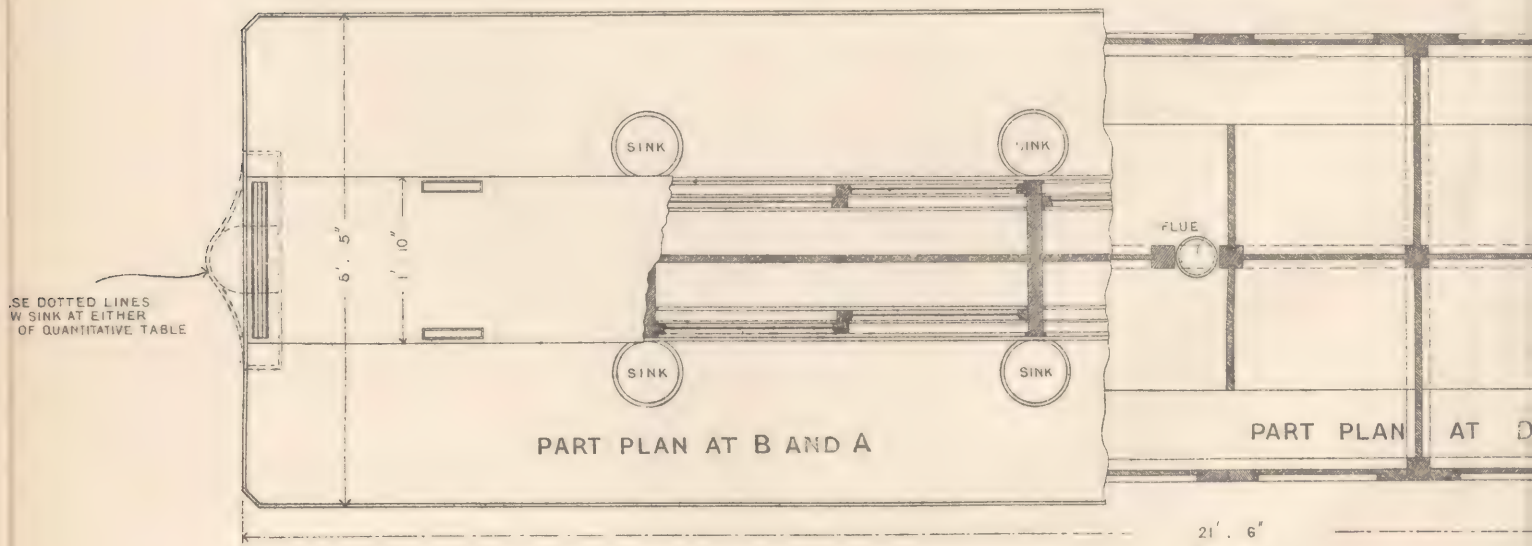 SINK
SINK
FLUE
6'. 5"
1' 10"
.SE DOTTED LINES
W SINK AT EITHER
OF QUANTITATIVE TABLE
SINK
SINK
PART PLAN AT B AND A
PART PLAN AT D
21'. 6"